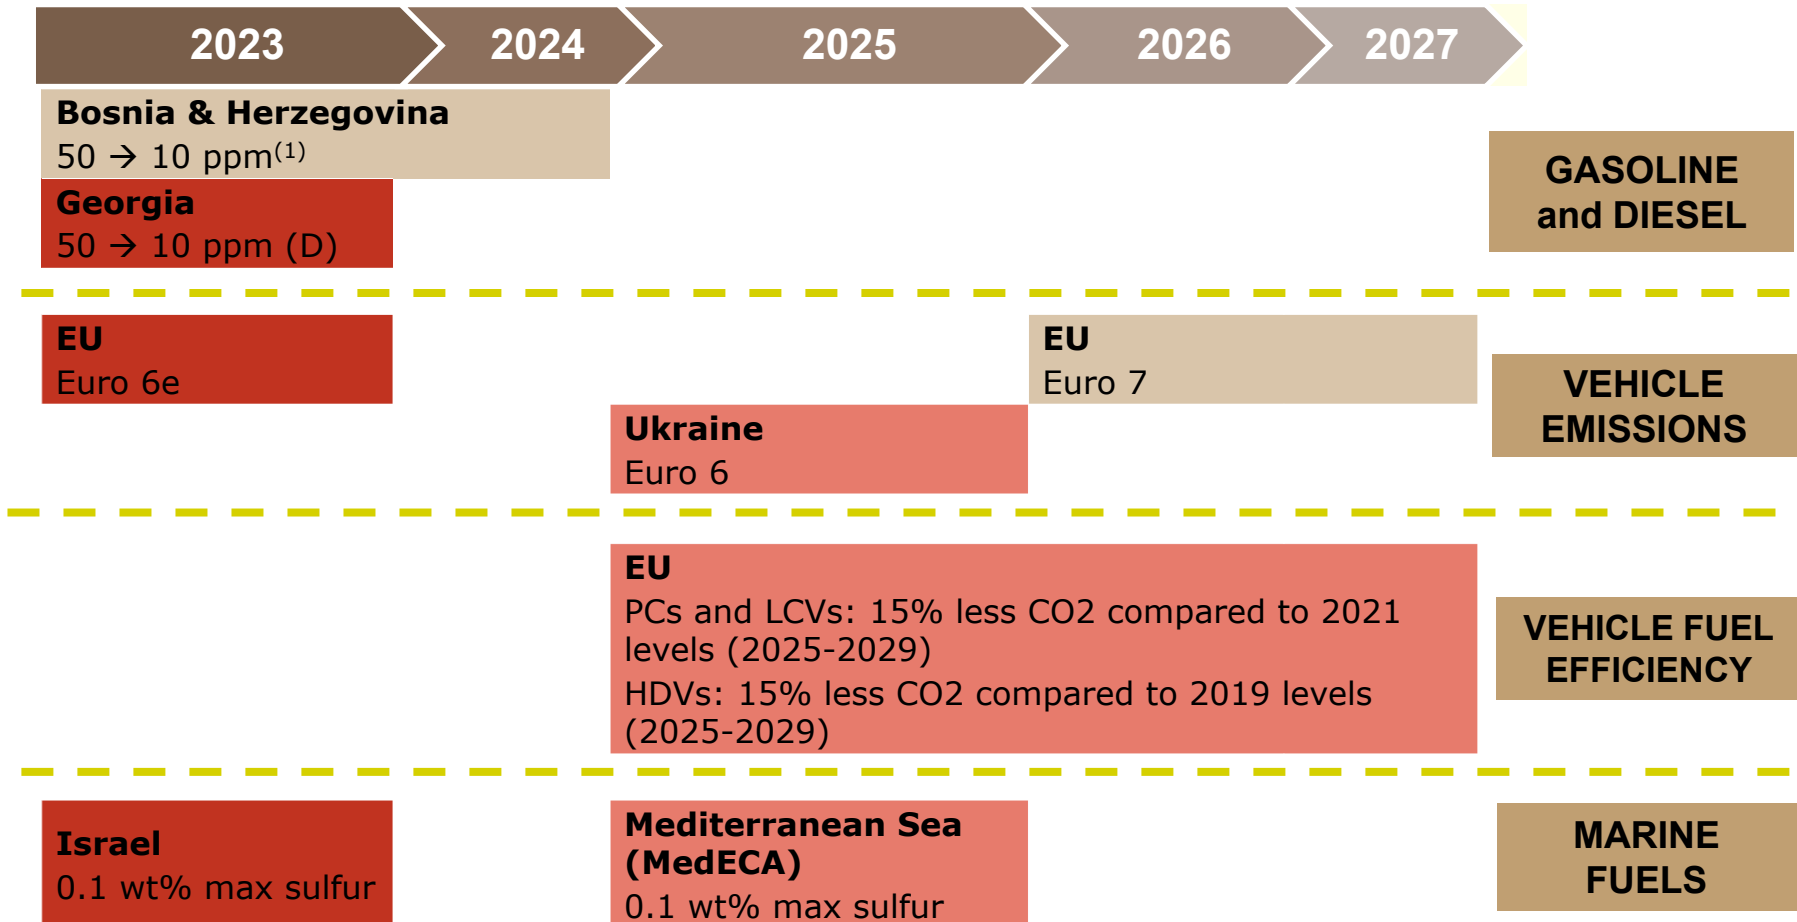 2023 2024 2025 2026 2027
Bosnia & Herzegovina
50 → 10 ppm(1)
Georgia
50 → 10 ppm (D)
GASOLINE
and DIESEL
EU
Euro 6e
EU
Euro 7
Ukraine
Euro 6
VEHICLE
EMISSIONS
EU
PCs and LCVs: 15% less CO2 compared to 2021
levels (2025-2029)
HDVs: 15% less CO2 compared to 2019 levels
(2025-2029)
VEHICLE FUEL
EFFICIENCY
Israel
0.1 wt% max sulfur
Mediterranean Sea
(MedECA)
0.1 wt% max sulfur
MARINE
FUELS